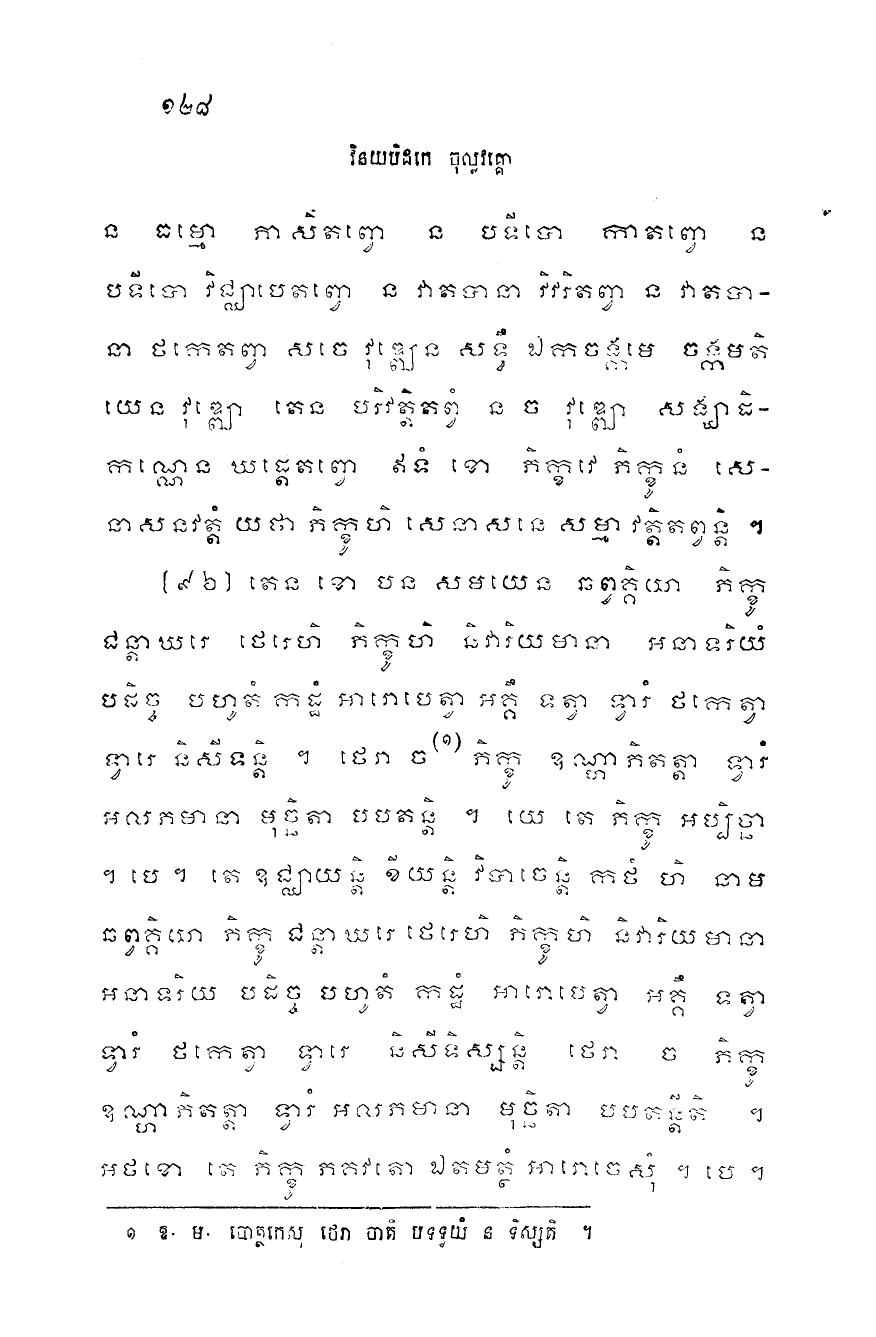 ១២៨
វិនយបិដកេ ចុល្លវគ្គោ
ន ធម្មោ ភាសិតព្វោ ន បទីបោ កាតព្វោ ន
បទីបោ វិជ្ឈាបេតព្វោ ន វាតបានា វិវរិតព្វា ន វាតបា-
នា ថកេតព្វា សចេ វុឌ្ឍេន សទ្ធឹ ឯកចង្កមេ ចង្កមតិ
យេន វុឌ្ឍោ តេន បរិវត្តិតព្វំ ន ច វុឌ្ឍោ សង្ឃាដិ-
កណ្ណេន ឃដ្តេតព្វោ ឥទំ ខោ ភិក្ខវេ ភិក្ខូនំ សេ-
នាសនវត្តំ យថា ភិក្ខូហិ សេនាសនេ សម្មា វត្តិតព្វន្តិ ។
[៩៦] តេន ខោ បន សមយេន ឆព្វគ្គិយា ភិក្ខូ
ជន្តាឃរេ ថេរេហិ ភិក្ខូហិ និវារិយមានា អនាទរិយំ
បដិច្ច បហូតំ កដ្ឋំ អារោបេត្វា អគ្គឹ ទត្វា ទ្វារំ ថកេត្វា
ទ្វារេ និសីទន្តិ ។ ថេរា ច(១) ភិក្ខូ ឧណ្ហាភិតត្តា ទ្វារំ
អលភមានា មុច្ឆិតា បបតន្តិ ។ យេ តេ ភិក្ខូ អប្បិច្ឆា
។ បេ ។ តេ ឧជ្ឈាយន្តិ ខីយន្តិ វិបាចេន្តិ កថំ ហិ នាម
ឆព្វគ្គិយា ភិក្ខូ ជន្តាឃរេ ថេរេហិ ភិក្ខូហិ និវារិយមានា
អនាទរិយ បដិច្ច បហូតំ កដ្ឋំ អារោបេត្វា អគ្គឹ ទត្វា
ទ្វារំ ថកេត្វា ទ្វារេ និសីទិស្សន្តិ ថេរា ច ភិក្ខូ
ឧណ្ហាភិតត្តា ទ្វារំ អលភមានា មុច្ឆិតា បបតន្តីតិ ។
អថខោ តេ ភិក្ខូ ភគវតោ ឯតមត្ថំ អារោចេសុំ ។ បេ ។
១ ឱ. ម. បោត្ថកេសុ ថេរា ចាតិ បទទ្វយំ ន ទិស្សតិ ។